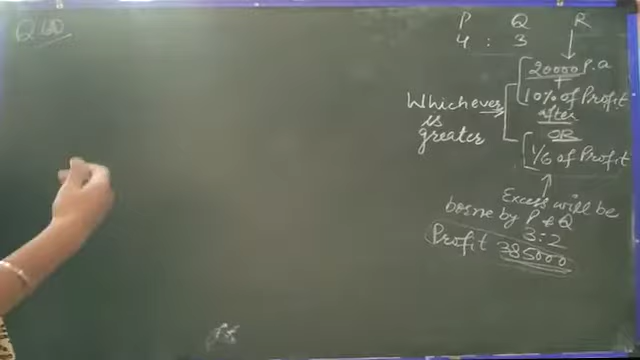 Q 40
P Q R
4 : 3
20000 P.a
+
10% of Profit
after
OR
1/6 of Profit
Whichever
is
greater
Excess will be
borne by P & Q
3:2
Profit 385000